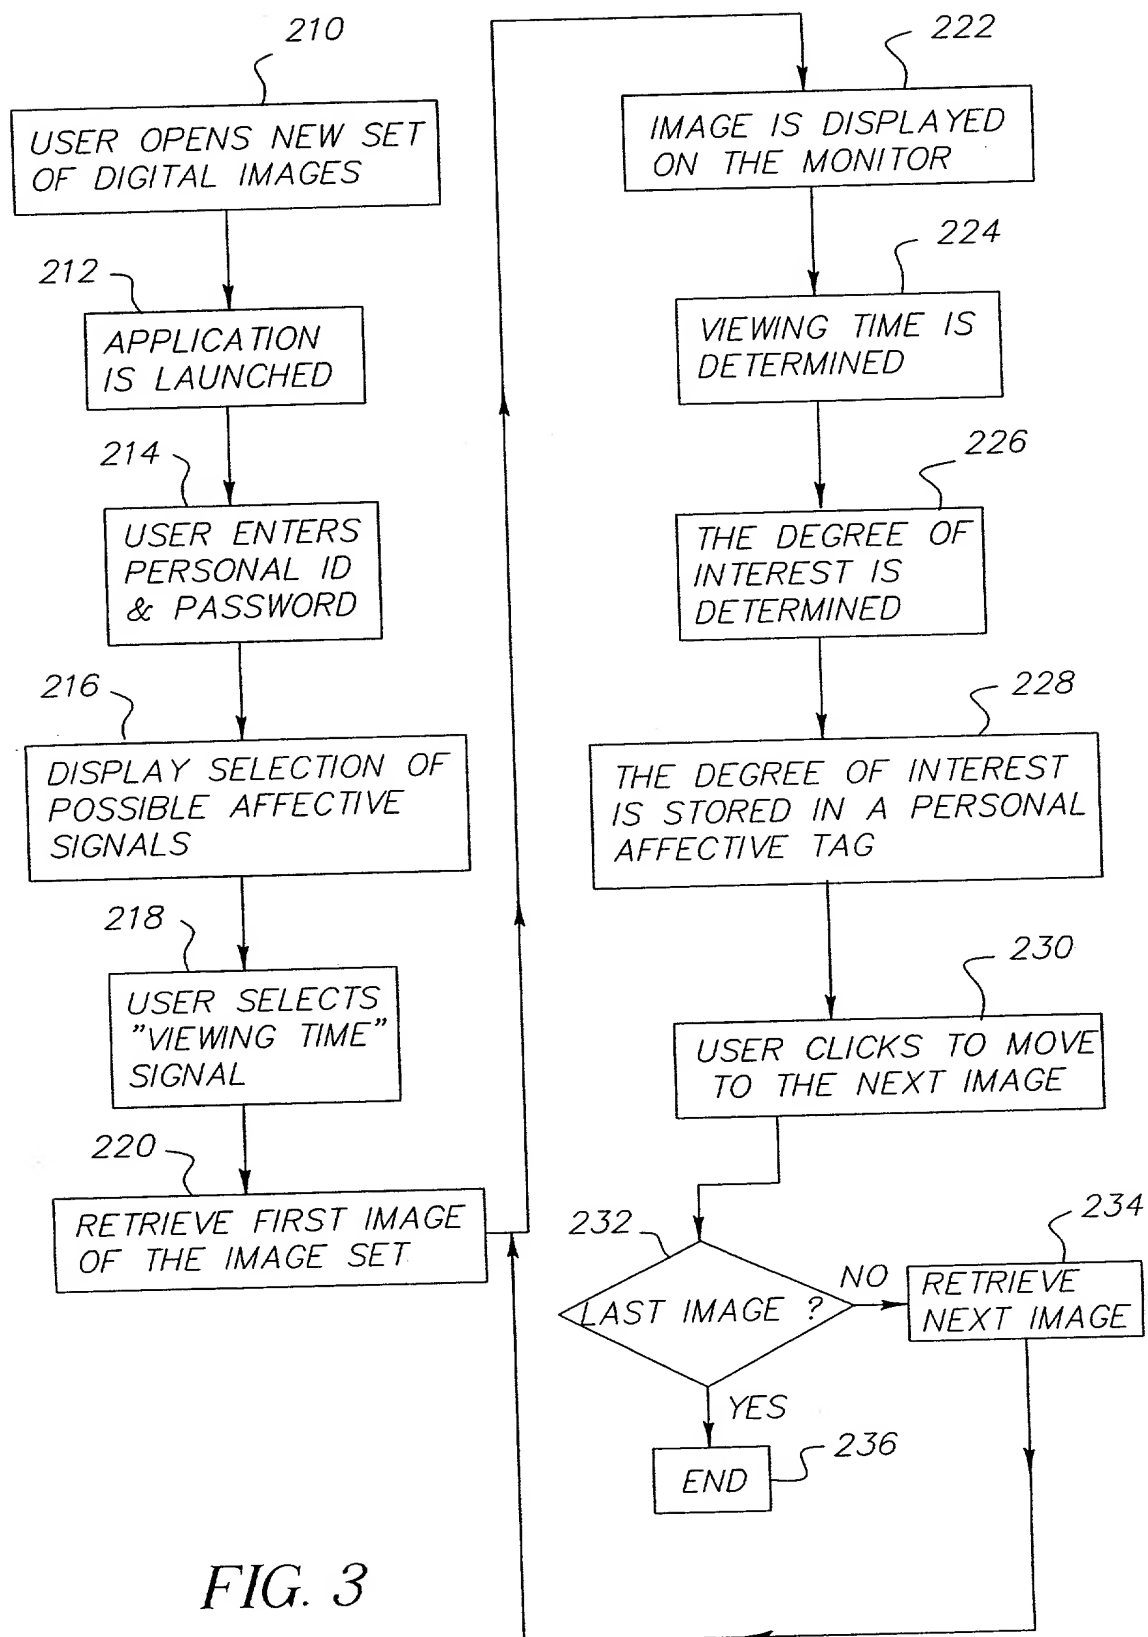 210
USER OPENS NEW SET
OF DIGITAL IMAGES
212
APPLICATION
IS LAUNCHED
214
USER ENTERS
PERSONAL ID
& PASSWORD
216
DISPLAY SELECTION OF
POSSIBLE AFFECTIVE
SIGNALS
218
USER SELECTS
"VIEWING TIME"
SIGNAL
220
RETRIEVE FIRST IMAGE
OF THE IMAGE SET
222
IMAGE IS DISPLAYED
ON THE MONITOR
224
VIEWING TIME IS
DETERMINED
226
THE DEGREE OF
INTEREST IS
DETERMINED
228
THE DEGREE OF INTEREST
IS STORED IN A PERSONAL
AFFECTIVE TAG
230
USER CLICKS TO MOVE
TO THE NEXT IMAGE
232
LAST IMAGE ?
NO
234
RETRIEVE
NEXT IMAGE
YES
236
END
FIG. 3